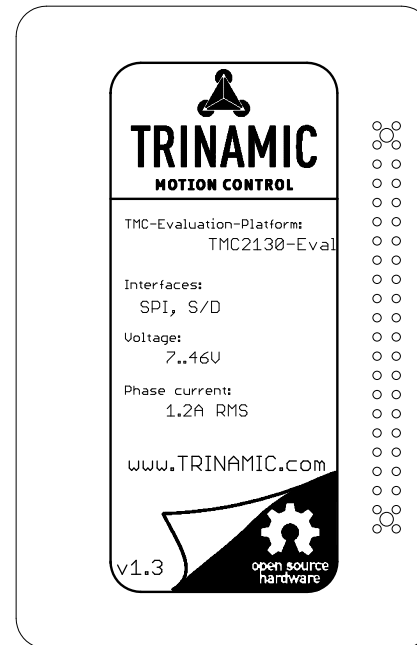 TRINAMIC
MOTION CONTROL
TMC-Evaluation-Platform:
TMC2130-Eval
Interfaces:
SPI, S/D
Voltage:
7..46V
Phase current:
1.2A RMS
www.TRINAMIC.com
v1.3
open source
hardware